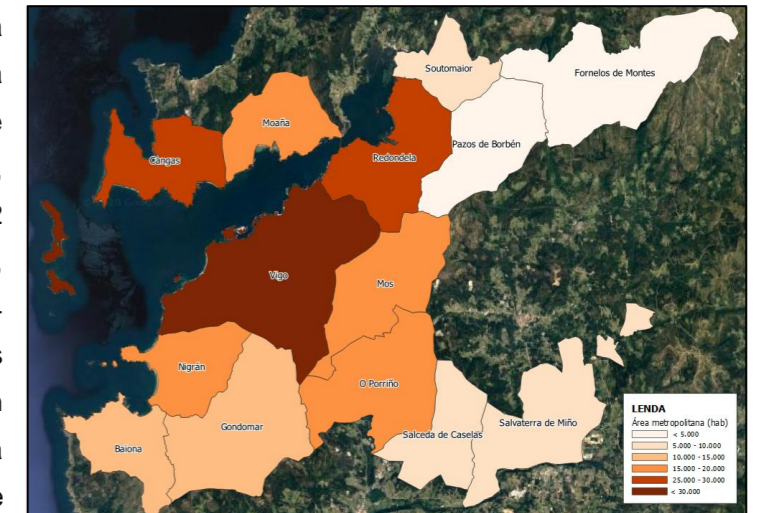 Soutomaior
Fornelos de Montes
Moaña
Pazos de Borbén
Cangas
Redondela
Vigo
Mos
Nigrán
O Porriño
Gondomar
Baiona
Salceda de Caselas
Salvaterra de Miño
LENDA
Área metropolitana (hab)
< 5.000
5.000 - 10.000
10.000 - 15.000
15.000 - 20.000
25.000 - 30.000
< 30.000